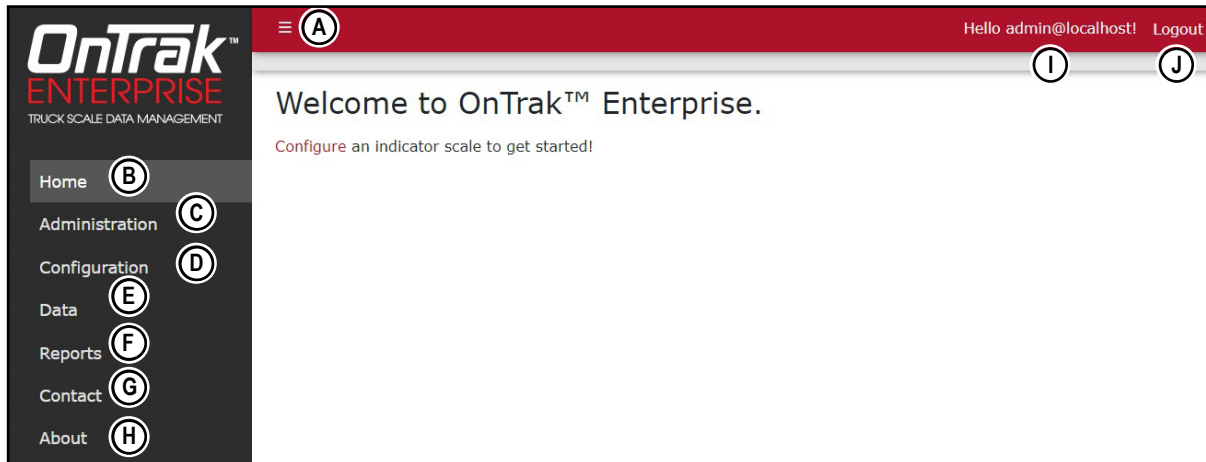 OnTrak™
ENTERPRISE
TRUCK SCALE DATA MANAGEMENT
≡ A
Hello admin@localhost! Logout
I J
Welcome to OnTrak™ Enterprise.
Configure an indicator scale to get started!
Home B
Administration C
Configuration D
Data E
Reports F
Contact G
About H